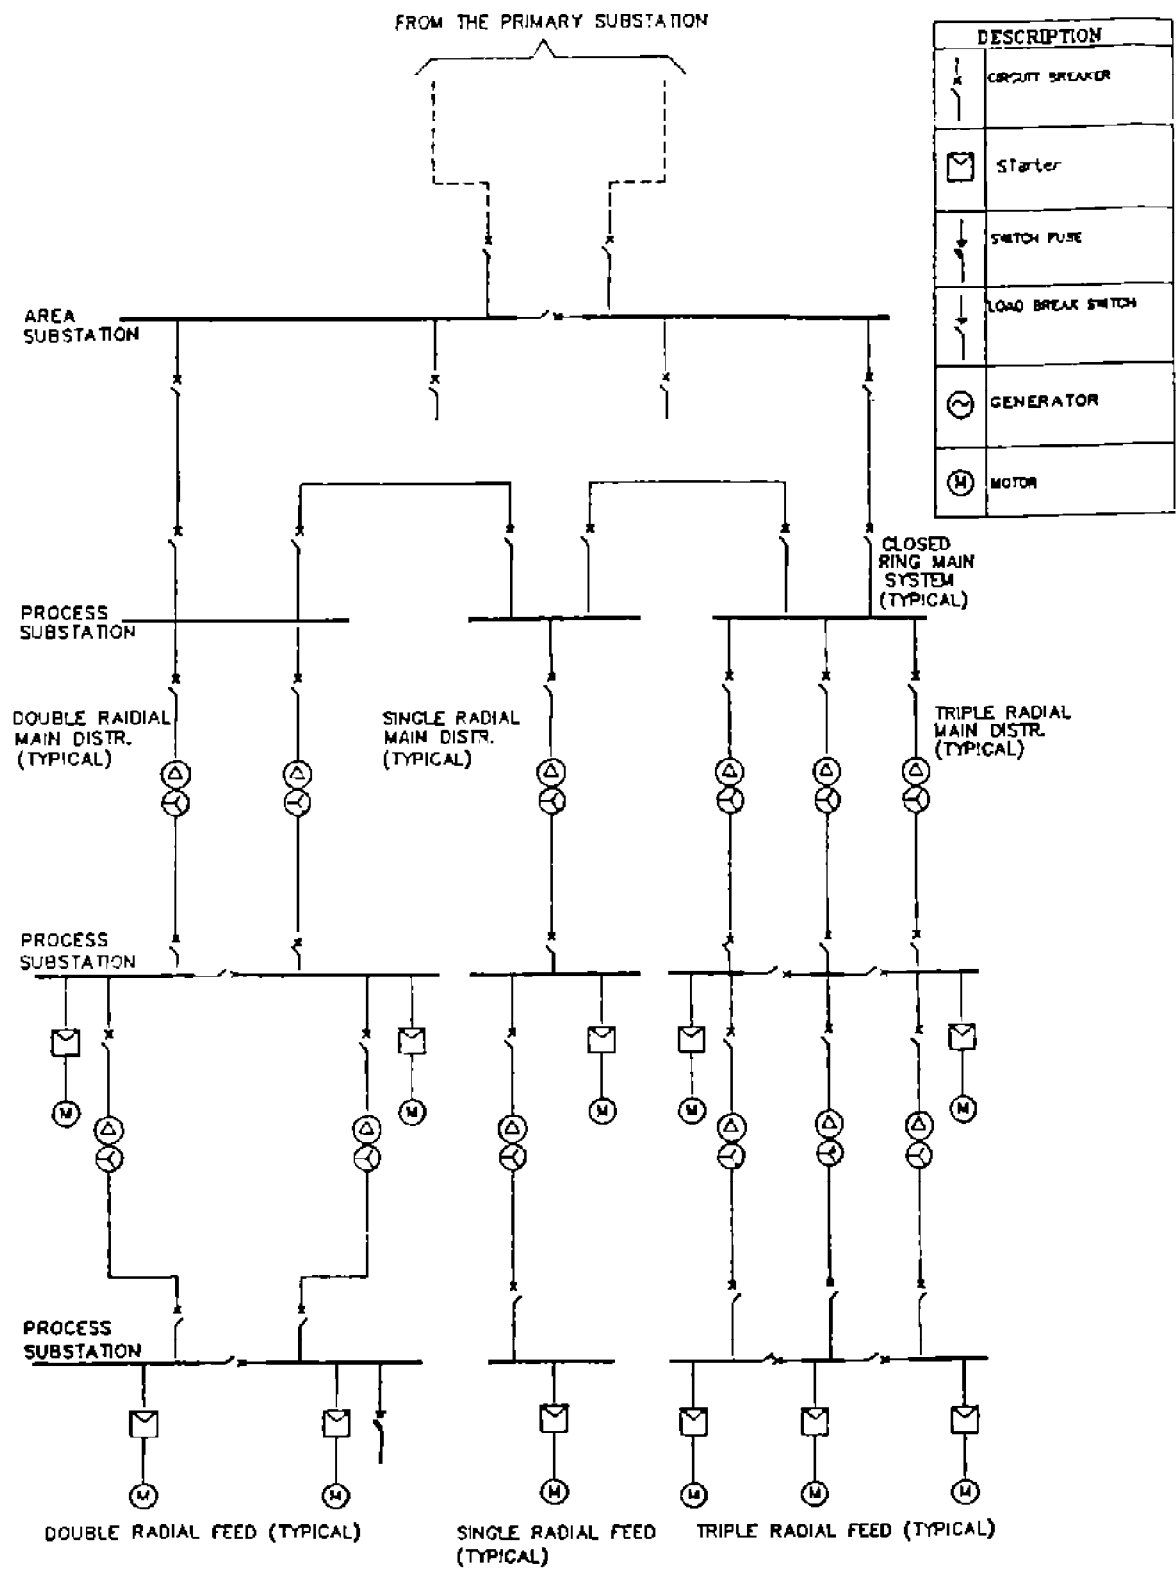 FROM THE PRIMARY SUBSTATION
DESCRIPTION
CIRCUIT BREAKER
Starter
SWITCH FUSE
LOAD BREAK SWITCH
GENERATOR
M
MOTOR
AREA
SUBSTATION
CLOSED
RING MAIN
SYSTEM
(TYPICAL)
PROCESS
SUBSTATION
DOUBLE RAIDIAL
MAIN DISTR.
(TYPICAL)
SINGLE RADIAL
MAIN DISTR.
(TYPICAL)
TRIPLE RADIAL
MAIN DISTR.
(TYPICAL)
PROCESS
SUBSTATION
M
M
M
M
M
PROCESS
SUBSTATION
M
M
M
M
M
M
DOUBLE RADIAL FEED (TYPICAL)
SINGLE RADIAL FEED
(TYPICAL)
TRIPLE RADIAL FEED (TYPICAL)